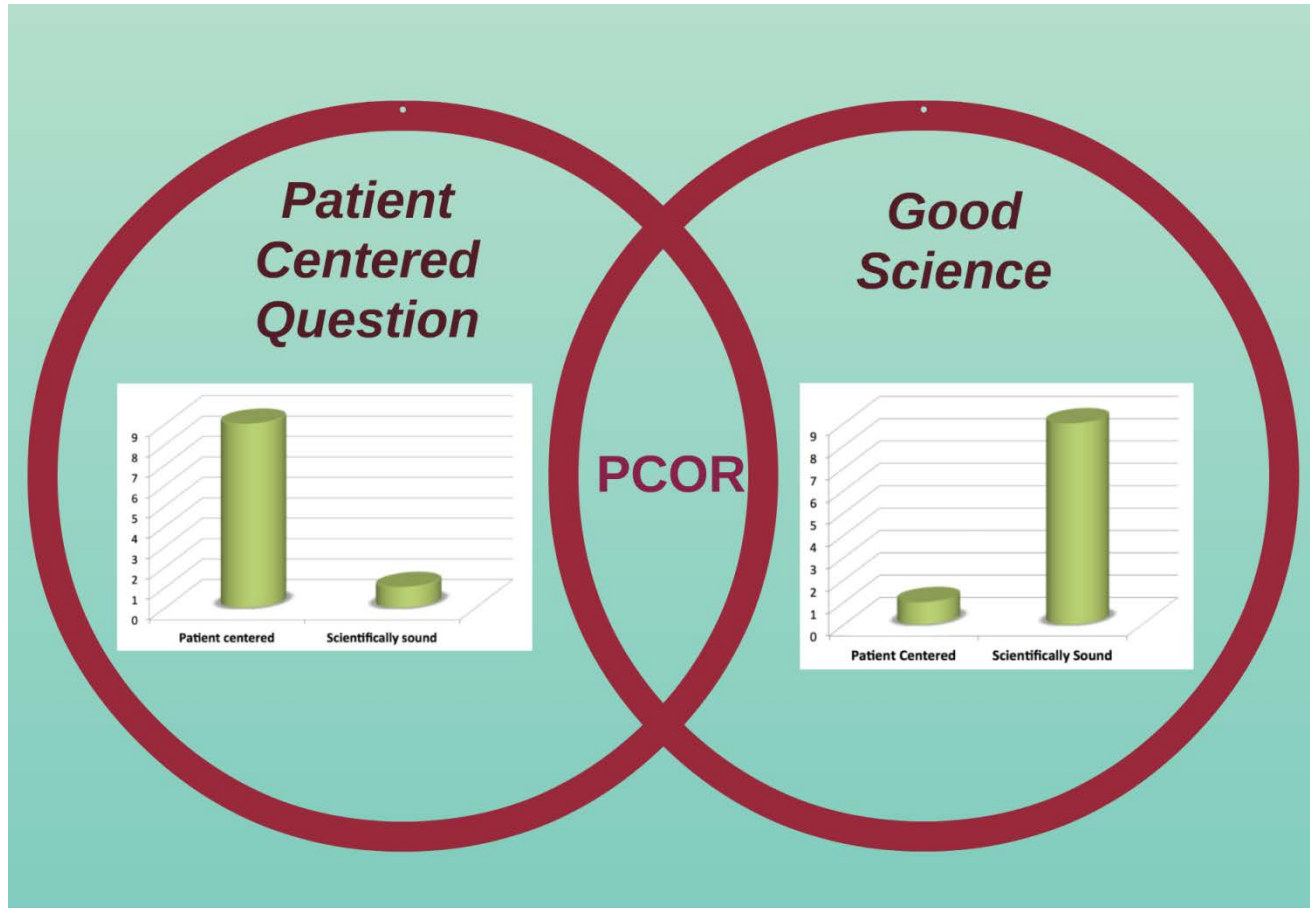 Patient
Centered
Question
9
8
7
6
5
4
3
2
1
0
Patient centered Scientifically sound
PCOR
Good
Science
9
8
7
6
5
4
3
2
1
0
Patient Centered Scientifically Sound